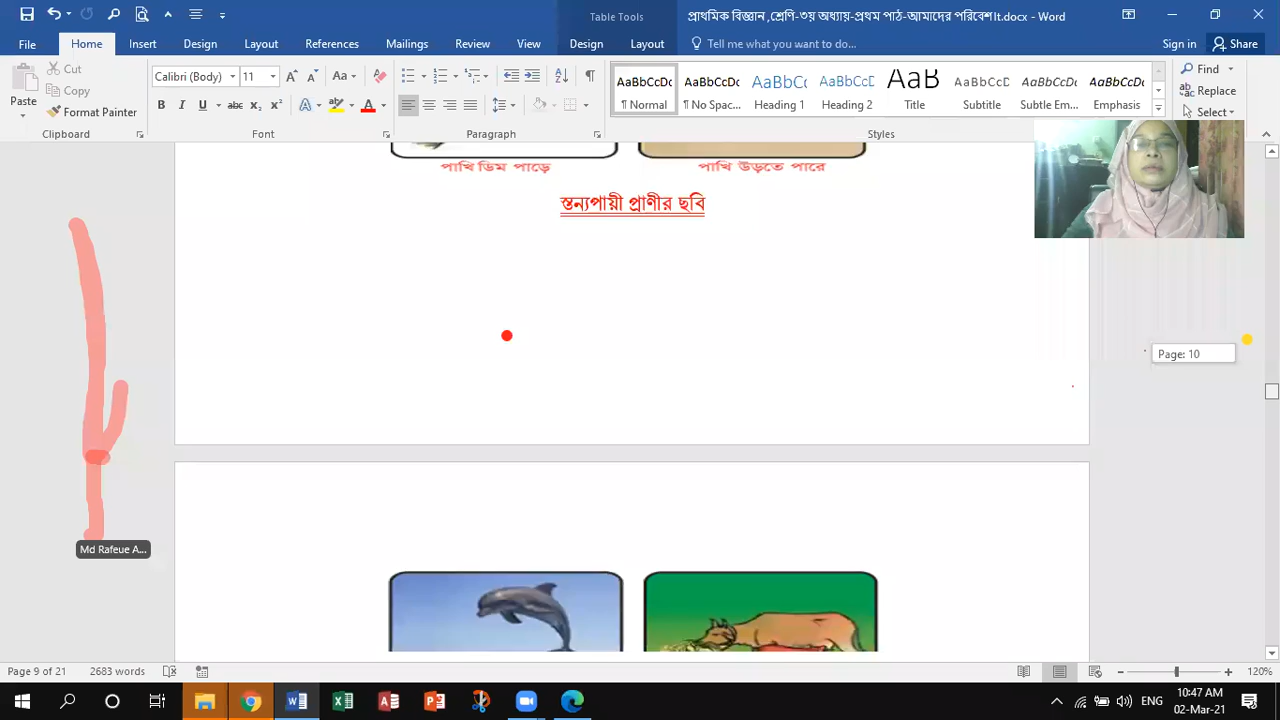 Table Tools
প্রাথমিক বিজ্ঞান ,শ্রেণি-৩য় অধ্যায়-প্রথম পাঠ-আমাদের পরিবেশlt.docx - Word
File Home Insert Design Layout References Mailings Review View Design Layout Tell me what you want to do... Sign in Share
Paste
Cut
Copy
Format Painter
Calibri (Body) 11
AaBbCcDc AaBbCcDc AaBbCc AaBbCcD AaB AaBbCcD AaBbCcDc AaBbCcDc
¶ Normal ¶ No Spac... Heading 1 Heading 2 Title Subtitle Subtle Em... Emphasis
Find
Replace
Select
Clipboard Font Paragraph Styles
পাখি ডিম পাড়ে পাখি উড়তে পারে
স্তন্যপায়ী প্রাণীর ছবি
Page: 10
Md Rafeue A...
Page 9 of 21 2683 words 120%
ENG
10:47 AM
02-Mar-21